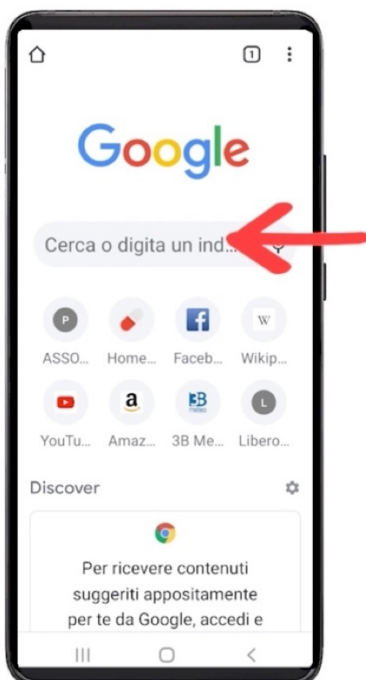 1
Google
Cerca o digita un ind...
P W L
ASSO... Home... Faceb... Wikip...
a 3B meteo L
YouTu... Amaz... 3B Me... Libero...
Discover
Per ricevere contenuti
suggeriti appositamente
per te da Google, accedi e